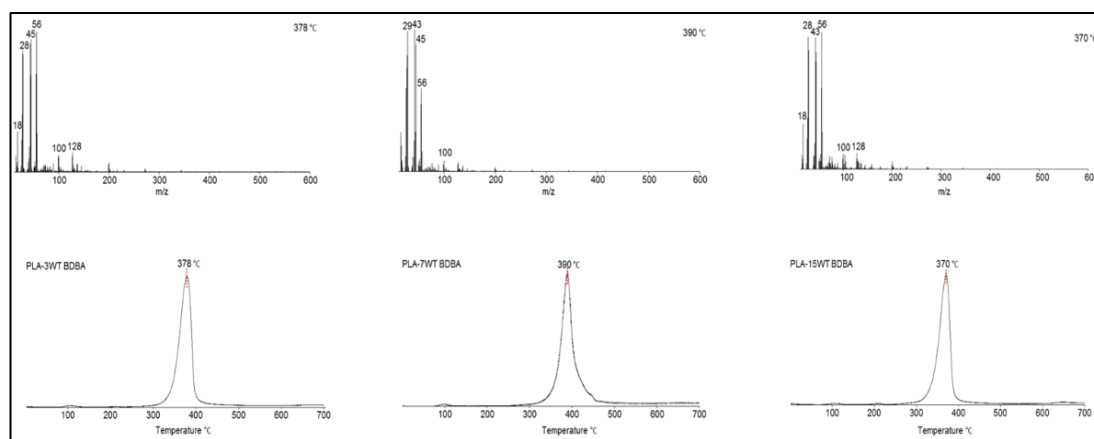 56
45
28
18
100
128
378 ℃
100 200 300 400 500 600
m/z
29
43
45
56
100
390 ℃
100 200 300 400 500 600
m/z
28
43
56
18
100
128
370 ℃
100 200 300 400 500 600
m/z
PLA-3WT BDBA
378 ℃
100 200 300 400 500 600 700
Temperature ℃
PLA-7WT BDBA
390 ℃
100 200 300 400 500 600 700
Temperature ℃
PLA-15WT BDBA
370 ℃
100 200 300 400 500 600 700
Temperature ℃